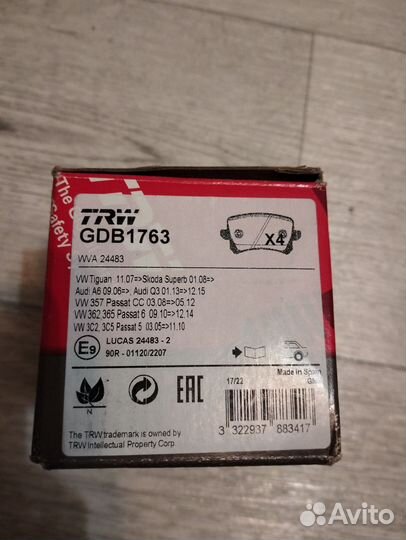 The
Safety
TRW
GDB1763
X4
WVA 24483
VW Tiguan 11.07=>Skoda Superb 01.08=>
Audi A6 09.06=>, Audi Q3 01.13=>12.15
VW 357 Passat CC 03.08=>05.12
VW 362,365 Passat 6 09.10=>12.14
VW 3C2, 3C5 Passat 5 03.05=>11.10
E9
LUCAS 24483 - 2
90R - 01120/2207
Made in Spain
17/22
N
EAC
The TRW trademark is owned by
TRW Intellectual Property Corp.
3 322937 883417
Avito